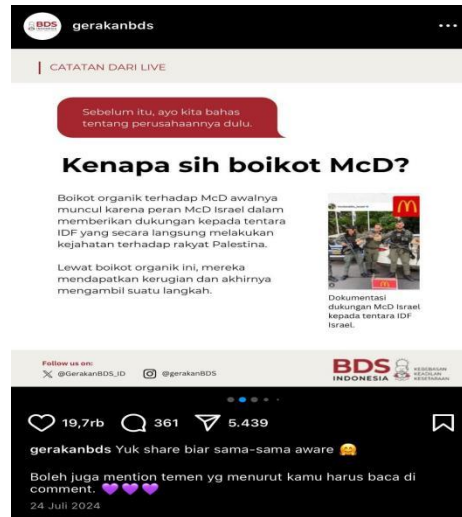 BDS
gerakanbds
CATATAN DARI LIVE
Sebelum itu, ayo kita bahas
tentang perusahaannya dulu.
Kenapa sih boikot McD?
Boikot organik terhadap McD awalnya
muncul karena peran McD Israel dalam
memberikan dukungan kepada tentara
IDF yang secara langsung melakukan
kejahatan terhadap rakyat Palestina.
Lewat boikot organik ini, mereka
mendapatkan kerugian dan akhirnya
mengambil suatu langkah.
Dokumentasi
dukungan McD Israel
kepada tentara IDF
Israel.
Follow us on:
@GerakanBDS_ID @gerakanBDS
BDS
INDONESIA
KEBEBASAN
KEADILAN
KESETARAAN
19,7rb 361 5.439
gerakanbds Yuk share biar sama-sama aware 🤗
Boleh juga mention temen yg menurut kamu harus baca di
comment. 💜💜💜
24 Juli 2024